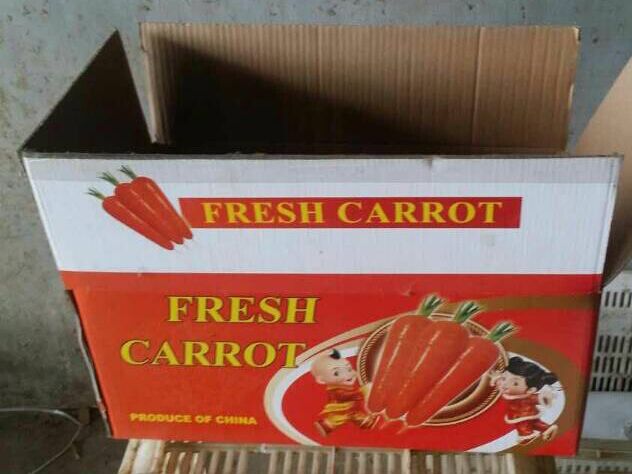 FRESH CARROT
FRESH
CARROT
PRODUCE OF CHINA